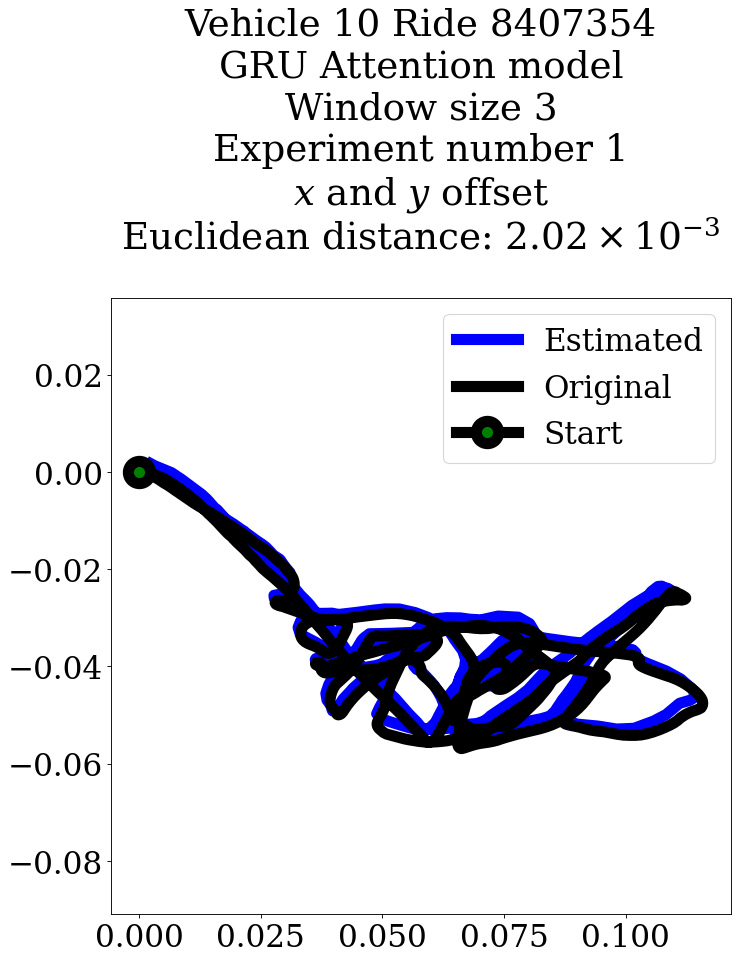 Vehicle 10 Ride 8407354
GRU Attention model
Window size 3
Experiment number 1
x and y offset
Euclidean distance: 2.02 × 10⁻³
Estimated
Original
Start
0.02
0.00
−0.02
−0.04
−0.06
−0.08
0.000 0.025 0.050 0.075 0.100